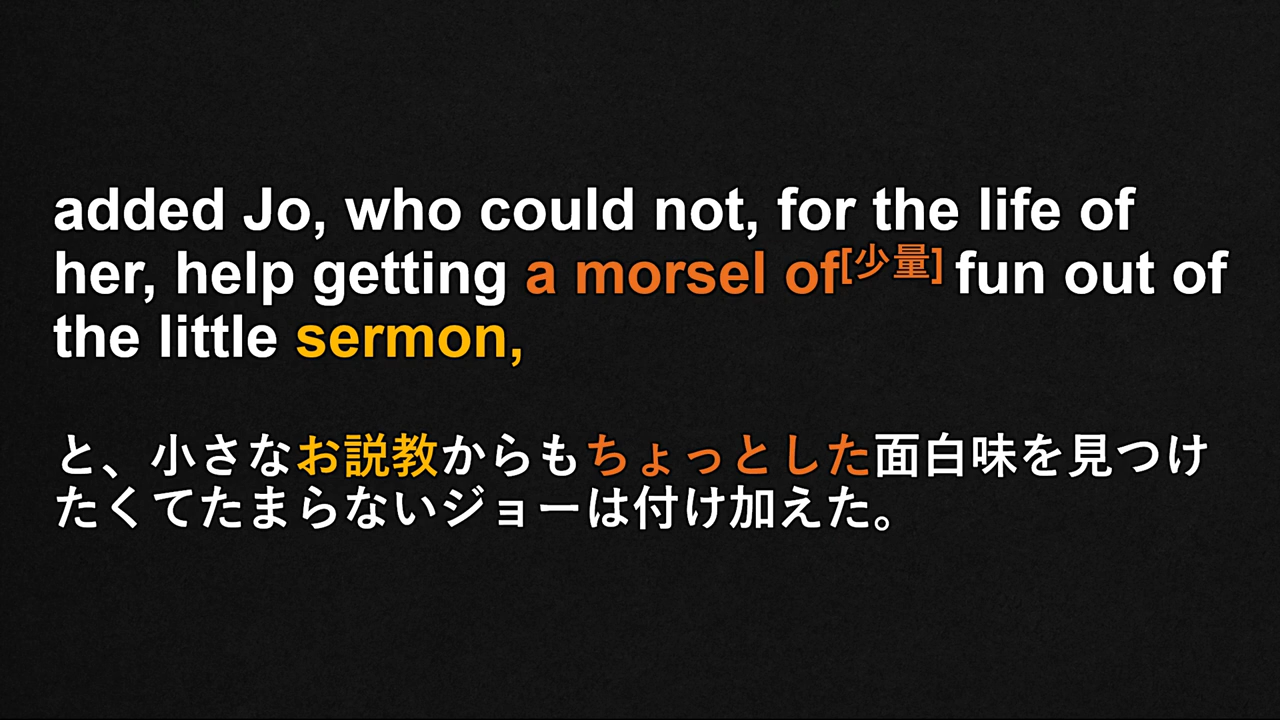 added Jo, who could not, for the life of
her, help getting a morsel of[少量] fun out of
the little sermon,
と、小さなお説教からもちょっとした面白味を見つけ
たくてたまらないジョーは付け加えた。